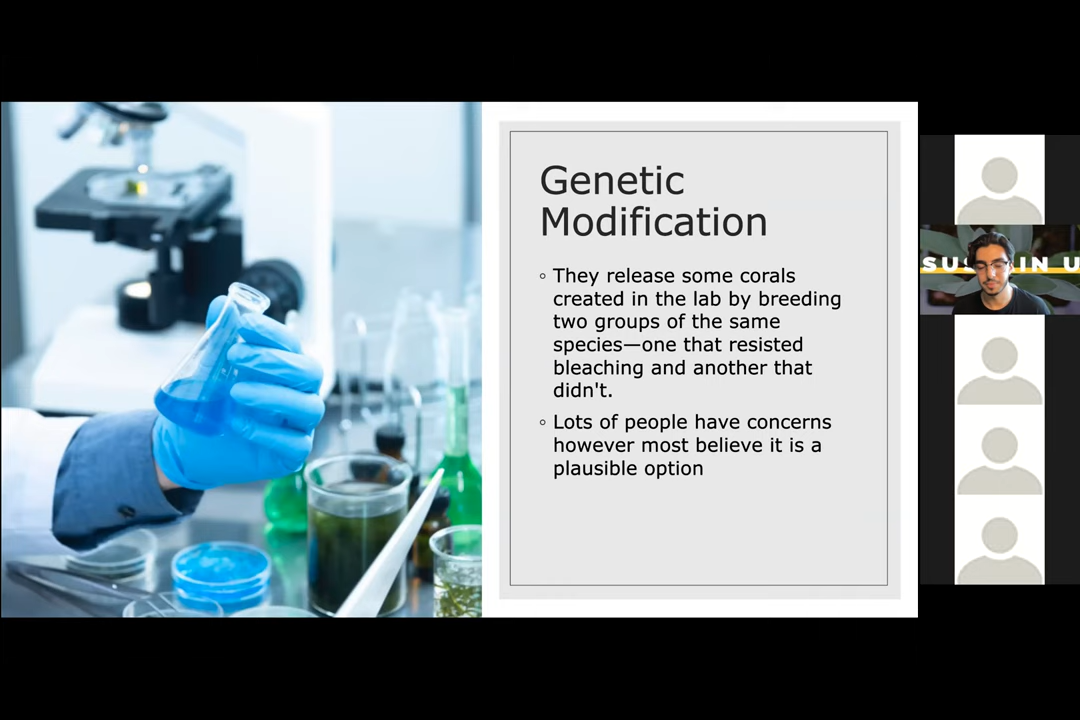 Genetic
Modification
◦ They release some corals
created in the lab by breeding
two groups of the same
species—one that resisted
bleaching and another that
didn't.
◦ Lots of people have concerns
however most believe it is a
plausible option
SUS IN U